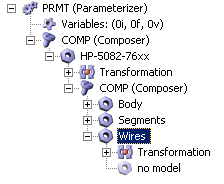 PRMT (Parameterizer)
Variables: (0i, 0f, 0v)
COMP (Composer)
HP-5082-76xx
Transformation
COMP (Composer)
Body
Segments
Wires
Transformation
no model